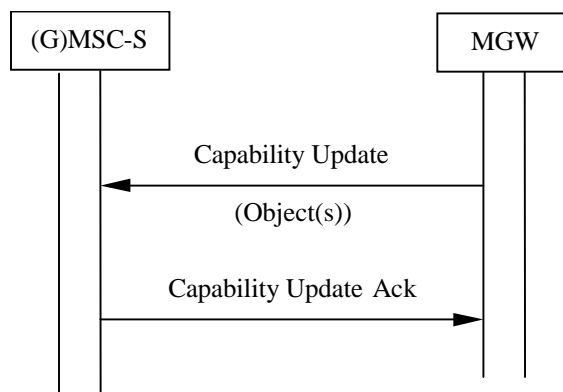 (G)MSC-S
MGW
Capability Update
(Object(s))
Capability Update Ack